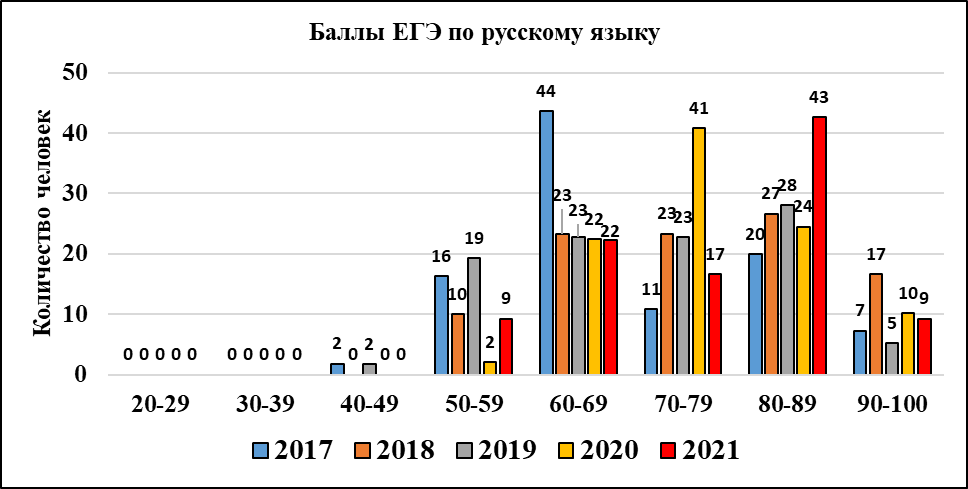 Баллы ЕГЭ по русскому языку
Количество человек
50
40
30
20
10
0
0 0 0 0 0
0 0 0 0 0
2 0 2 0 0
16 10 19 2 9
44 23 23 22 22
11 23 23 41 17
20 27 28 24 43
7 17 5 10 9
20-29 30-39 40-49 50-59 60-69 70-79 80-89 90-100
2017 2018 2019 2020 2021